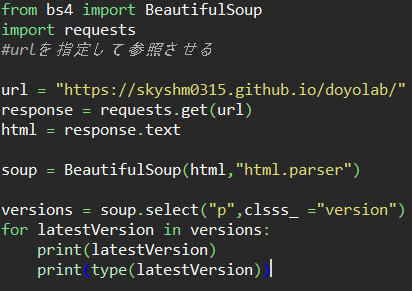 from bs4 import BeautifulSoup
import requests
#urlを指定して参照させる
url = "https://skyshm0315.github.io/doyolab/"
response = requests.get(url)
html = response.text
soup = BeautifulSoup(html,"html.parser")
versions = soup.select("p",clsss_ ="version")
for latestVersion in versions:
    print(latestVersion)
    print(type(latestVersion))